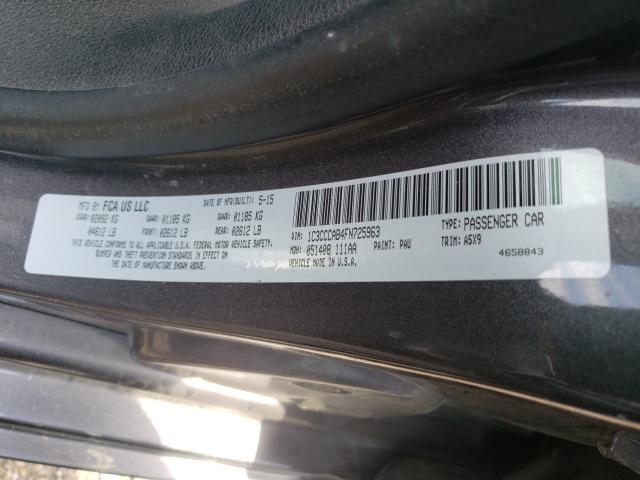 MFD BY FCA US LLC DATE OF MFR(BUILT): 5-15
GVWR: 02092 KG GAWR: 01185 KG GAWR: 01185 KG
04612 LB FRONT: 02612 LB REAR: 02612 LB
THIS VEHICLE CONFORMS TO ALL APPLICABLE U.S.A. FEDERAL MOTOR VEHICLE SAFETY,
BUMPER AND THEFT PREVENTION STANDARDS IN EFFECT ON THE DATE OF MANUFACTURE SHOWN ABOVE.
VIN: 1C3CCCAB4FN725963 TYPE: PASSENGER CAR
MDH: 051408 111AA PAINT: PAU TRIM: A5X9
VEHICLE MADE IN U.S.A. 4658843